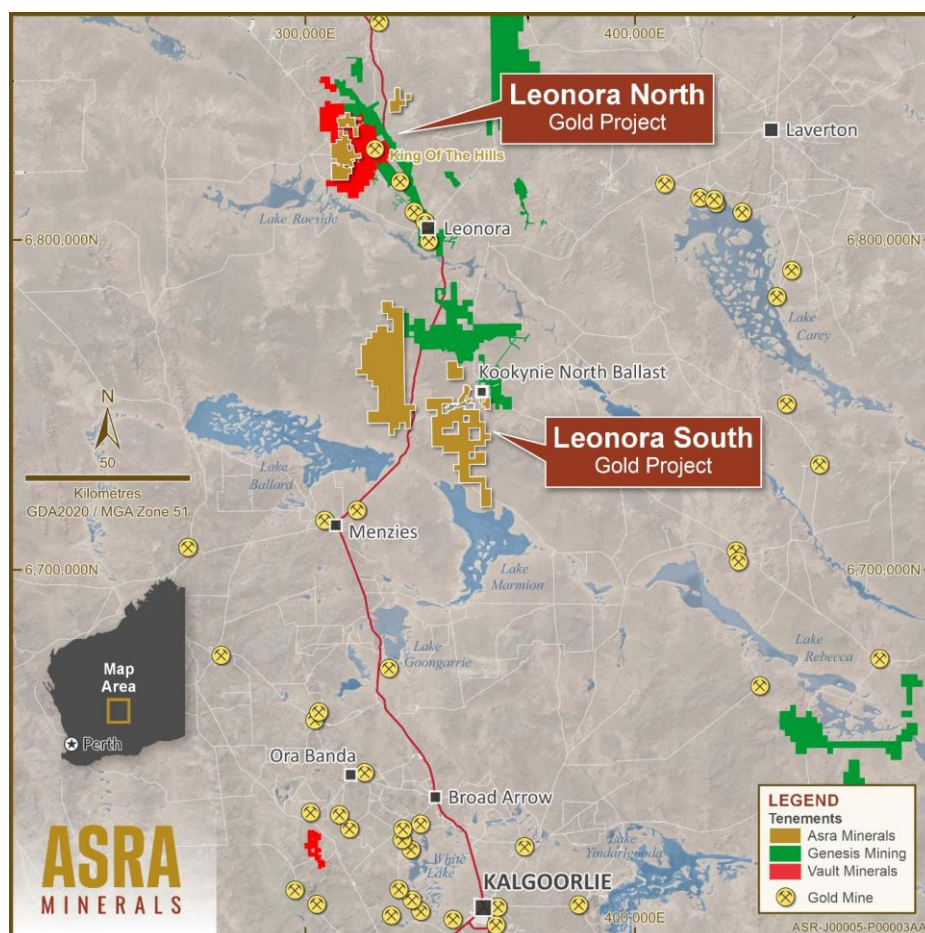 300,000E
400,000E
Leonora North
Gold Project
Laverton
King Of The Hills
Lake Raeside
6,800,000N
Leonora
6,800,000N
Lake
Carey
Kookynie North Ballast
N
50
Kilometres
GDA2020 / MGA Zone 51
Leonora South
Gold Project
Lake
Ballard
Menzies
6,700,000N
6,700,000N
Lake
Marmion
Lake
Goongarrie
Lake
Rebecca
Map
Area
Perth
Ora Banda
Broad Arrow
LEGEND
Tenements
Asra Minerals
Genesis Mining
Vault Minerals
Gold Mine
ASRA
MINERALS
White
Lake
Lake
Yindarlgooda
KALGOORLIE
400,000E
ASR-J00005-P00003AA